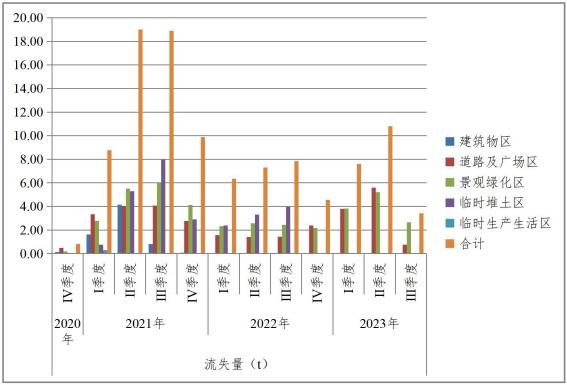 20.00
18.00
16.00
14.00
12.00
10.00
8.00
6.00
4.00
2.00
0.00
IV季度
I季度
II季度
III季度
IV季度
I季度
II季度
III季度
IV季度
I季度
II季度
III季度
2020
年
2021年
2022年
2023年
流失量（t）
建筑物区
道路及广场区
景观绿化区
临时堆土区
临时生产生活区
合计